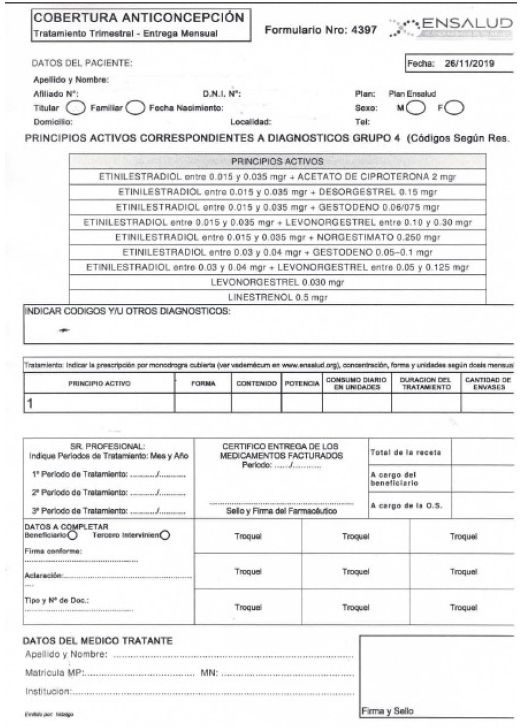 COBERTURA ANTICONCEPCIÓN
Tratamiento Trimestral - Entrega Mensual
Formulario Nro: 4397
ENSALUD
DATOS DEL PACIENTE:
Fecha: 26/11/2019
Apellido y Nombre:
Afiliado N°: D.N.I. N°: Plan: Plan Ensalud
Titular Familiar Fecha Nacimiento: Sexo: M F
Domicilio: Localidad: Tel:
PRINCIPIOS ACTIVOS CORRESPONDIENTES A DIAGNOSTICOS GRUPO 4 (Códigos Según Res.
PRINCIPIOS ACTIVOS
ETINILESTRADIOL entre 0.015 y 0.035 mgr + ACETATO DE CIPROTERONA 2 mgr
ETINILESTRADIOL entre 0.015 y 0.035 mgr + DESORGESTREL 0.15 mgr
ETINILESTRADIOL entre 0.015 y 0.035 mgr + GESTODENO 0.06/075 mgr
ETINILESTRADIOL entre 0.015 y 0.035 mgr + LEVONORGESTREL entre 0.10 y 0.30 mgr
ETINILESTRADIOL entre 0.015 y 0.035 mgr + NORGESTIMATO 0.250 mgr
ETINILESTRADIOL entre 0.03 y 0.04 mgr + GESTODENO 0.05-0.1 mgr
ETINILESTRADIOL entre 0.03 y 0.04 mgr + LEVONORGESTREL entre 0.05 y 0.125 mgr
LEVONORGESTREL 0.030 mgr
LINESTRENOL 0.5 mgr
INDICAR CODIGOS Y/U OTROS DIAGNOSTICOS:
Tratamiento: Indicar la prescripción por monodrogra cubierta (ver vademécum en www.ensalud.org), concentración, forma y unidades según dosis mensual
PRINCIPIO ACTIVO FORMA CONTENIDO POTENCIA CONSUMO DIARIO EN UNIDADES DURACION DEL TRATAMIENTO CANTIDAD DE ENVASES
1
SR. PROFESIONAL:
Indique Periodos de Tratamiento: Mes y Año
1° Periodo de Tratamiento: .........../..........
2° Periodo de Tratamiento: .........../..........
3° Periodo de Tratamiento: .........../..........
CERTIFICO ENTREGA DE LOS
MEDICAMENTOS FACTURADOS
Periodo: ....../...........
Sello y Firma del Farmacéutico
Total de la receta
A cargo del
beneficiario
A cargo de la O.S.
DATOS A COMPLETAR
Beneficiario Tercero Intervinien
Firma conforme:
Aclaración:
Tipo y Nº de Doc.:
Troquel Troquel Troquel
Troquel Troquel Troquel
Troquel Troquel Troquel
DATOS DEL MEDICO TRATANTE
Apellido y Nombre:
Matricula MP: MN:
Institucion:
Firma y Sello
Emitido por: hidalgo